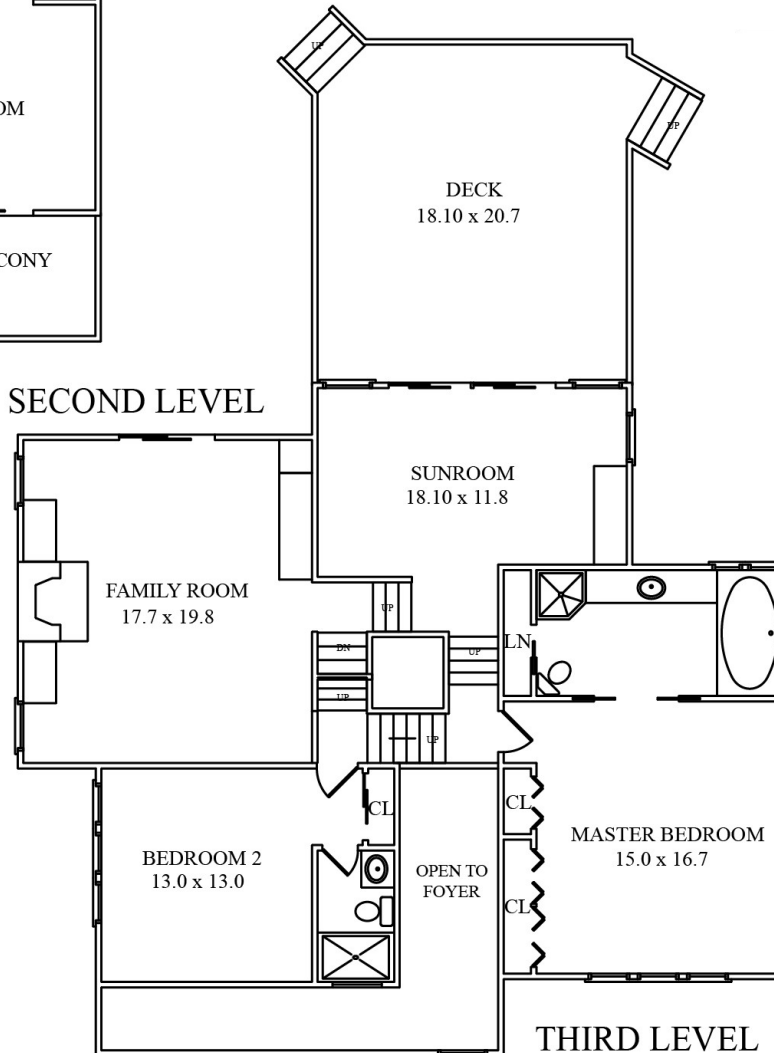 UP
OM
UP
DECK
18.10 x 20.7
CONY
SECOND LEVEL
SUNROOM
18.10 x 11.8
FAMILY ROOM
17.7 x 19.8
UP
DN
UP
LN
UP
UP
CL
CL
MASTER BEDROOM
15.0 x 16.7
BEDROOM 2
13.0 x 13.0
OPEN TO
FOYER
CL
THIRD LEVEL